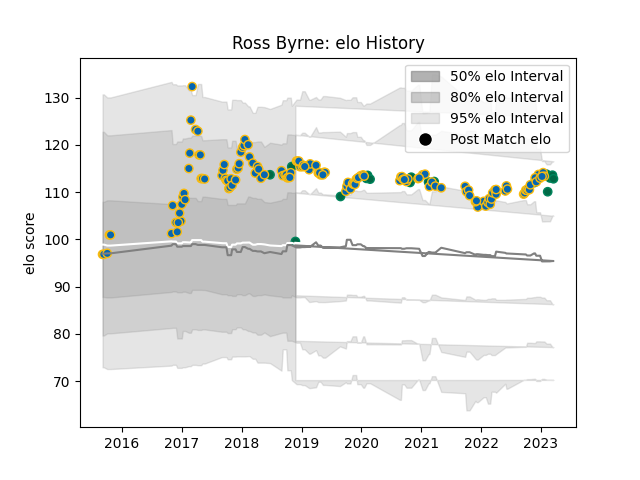 Ross Byrne: elo History
50% elo Interval
80% elo Interval
95% elo Interval
Post Match elo
elo score
130
120
110
100
90
80
70
2016 2017 2018 2019 2020 2021 2022 2023